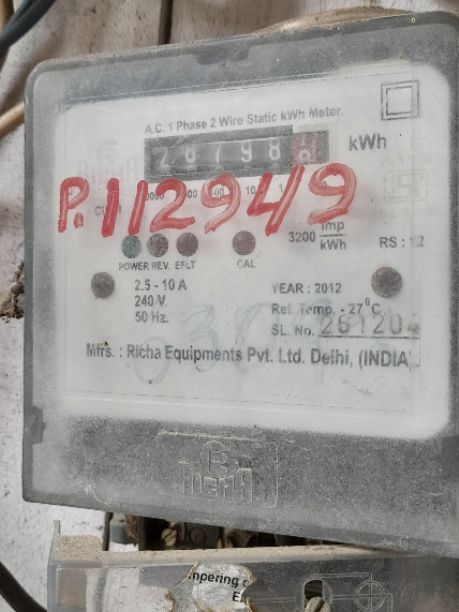 A.C. 1 Phase 2 Wire Static kWh Meter.
kWh
P.112949
3200 imp/kWh
RS : 12
POWER REV. EFLT CAL
2.5 - 10 A
240 V.
50 Hz.
YEAR : 2012
Ref. Temp. - 27°C
SL. No. 261204
Mfrs. : Richa Equipments Pvt. Ltd. Delhi, (INDIA)
RICHA
mpering